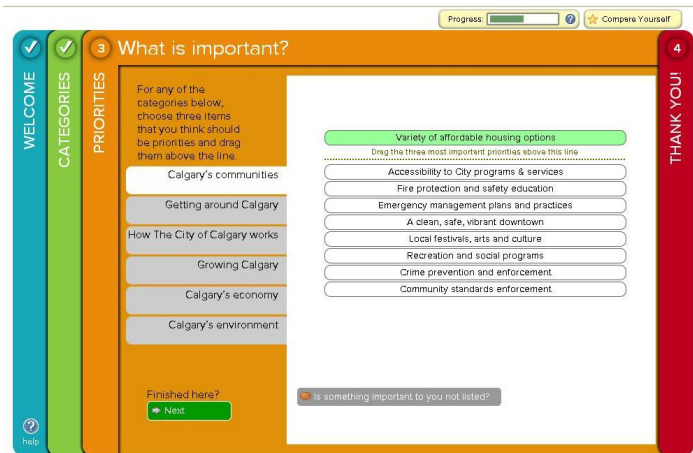 Progress:
?
Compare Yourself
WELCOME
CATEGORIES
3
PRIORITIES
What is important?
4
THANK YOU!
For any of the
categories below,
choose three items
that you think should
be priorities and drag
them above the line.
Calgary's communities
Getting around Calgary
How The City of Calgary works
Growing Calgary
Calgary's economy
Calgary's environment
Variety of affordable housing options
Drag the three most important priorities above this line
Accessibility to City programs & services
Fire protection and safety education
Emergency management plans and practices
A clean, safe, vibrant downtown
Local festivals, arts and culture
Recreation and social programs
Crime prevention and enforcement
Community standards enforcement
Finished here?
Next
Is something important to you not listed?
?
help